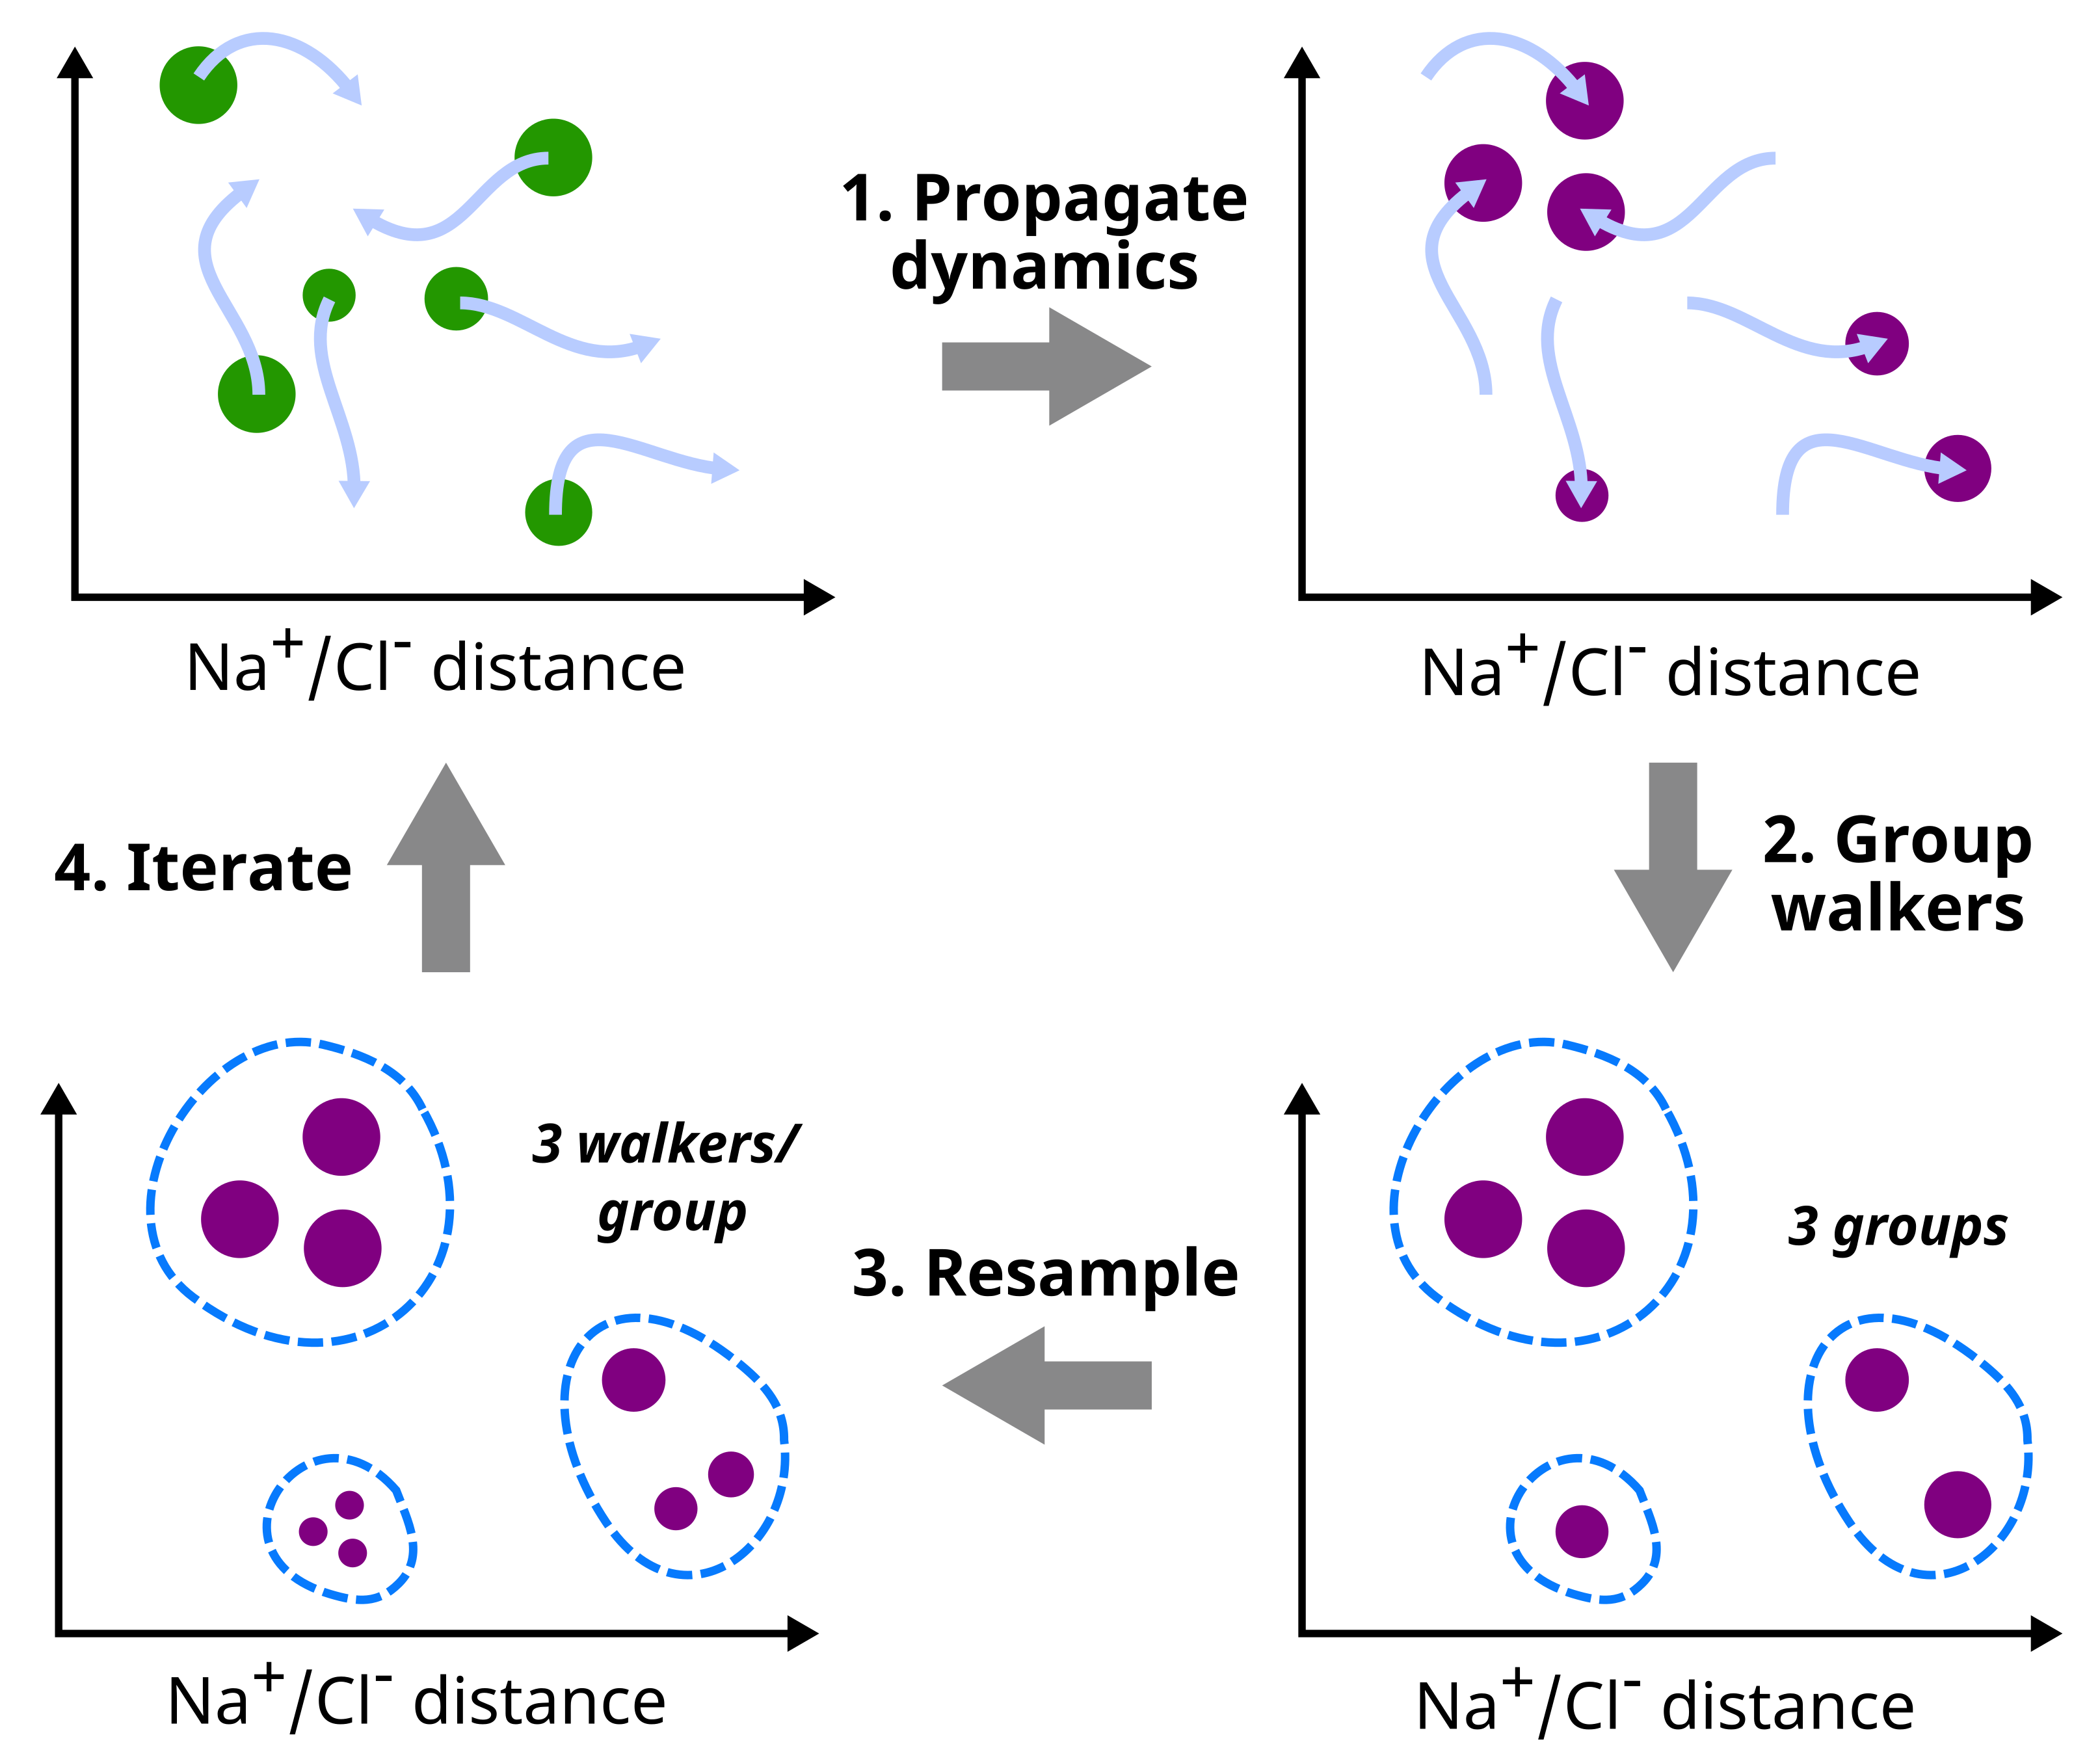 1. Propagate
dynamics
Na+/Cl- distance
Na+/Cl- distance
4. Iterate
2. Group
walkers
3 walkers/
group
3 groups
3. Resample
Na+/Cl- distance
Na+/Cl- distance